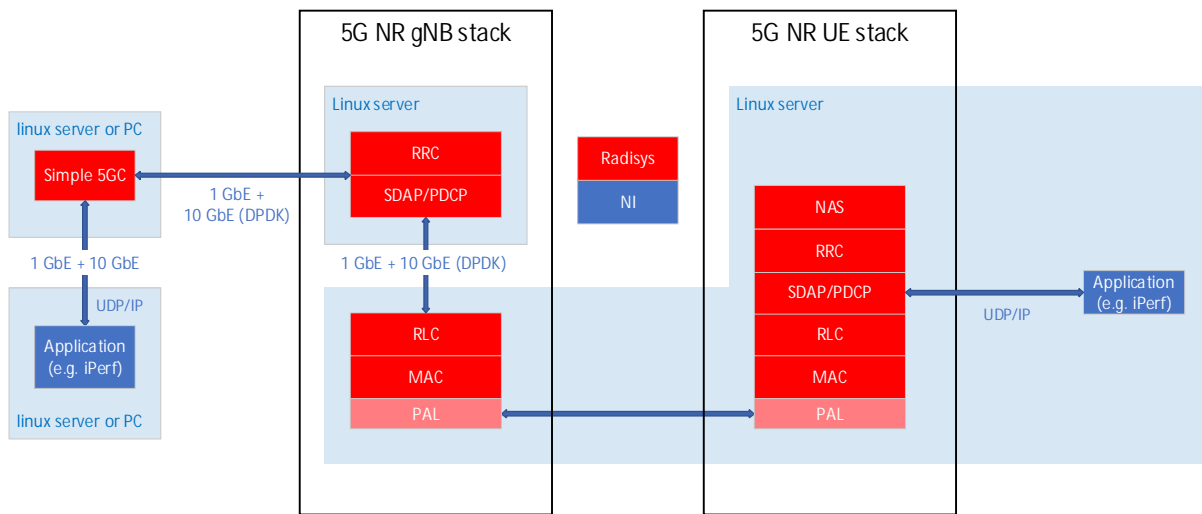 5G NR gNB stack
5G NR UE stack
linux server or PC
Simple 5GC
1 GbE +
10 GbE (DPDK)
1 GbE + 10 GbE
UDP/IP
Application
(e.g. iPerf)
linux server or PC
Linux server
RRC
SDAP/PDCP
1 GbE + 10 GbE (DPDK)
RLC
MAC
PAL
Radisys
NI
Linux server
NAS
RRC
SDAP/PDCP
RLC
MAC
PAL
UDP/IP
Application
(e.g. iPerf)